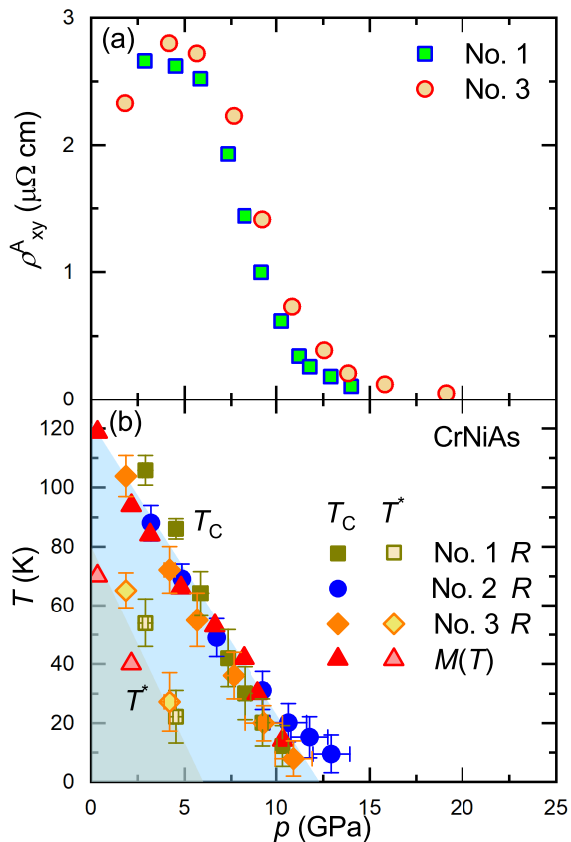 (a)
No. 1
No. 3
3
2
1
0
ρᴬxy (μΩ cm)
(b)
CrNiAs
TC
TC T*
No. 1 R
No. 2 R
No. 3 R
M(T)
T*
120
100
80
60
40
20
0
T (K)
0 5 10 15 20 25
p (GPa)